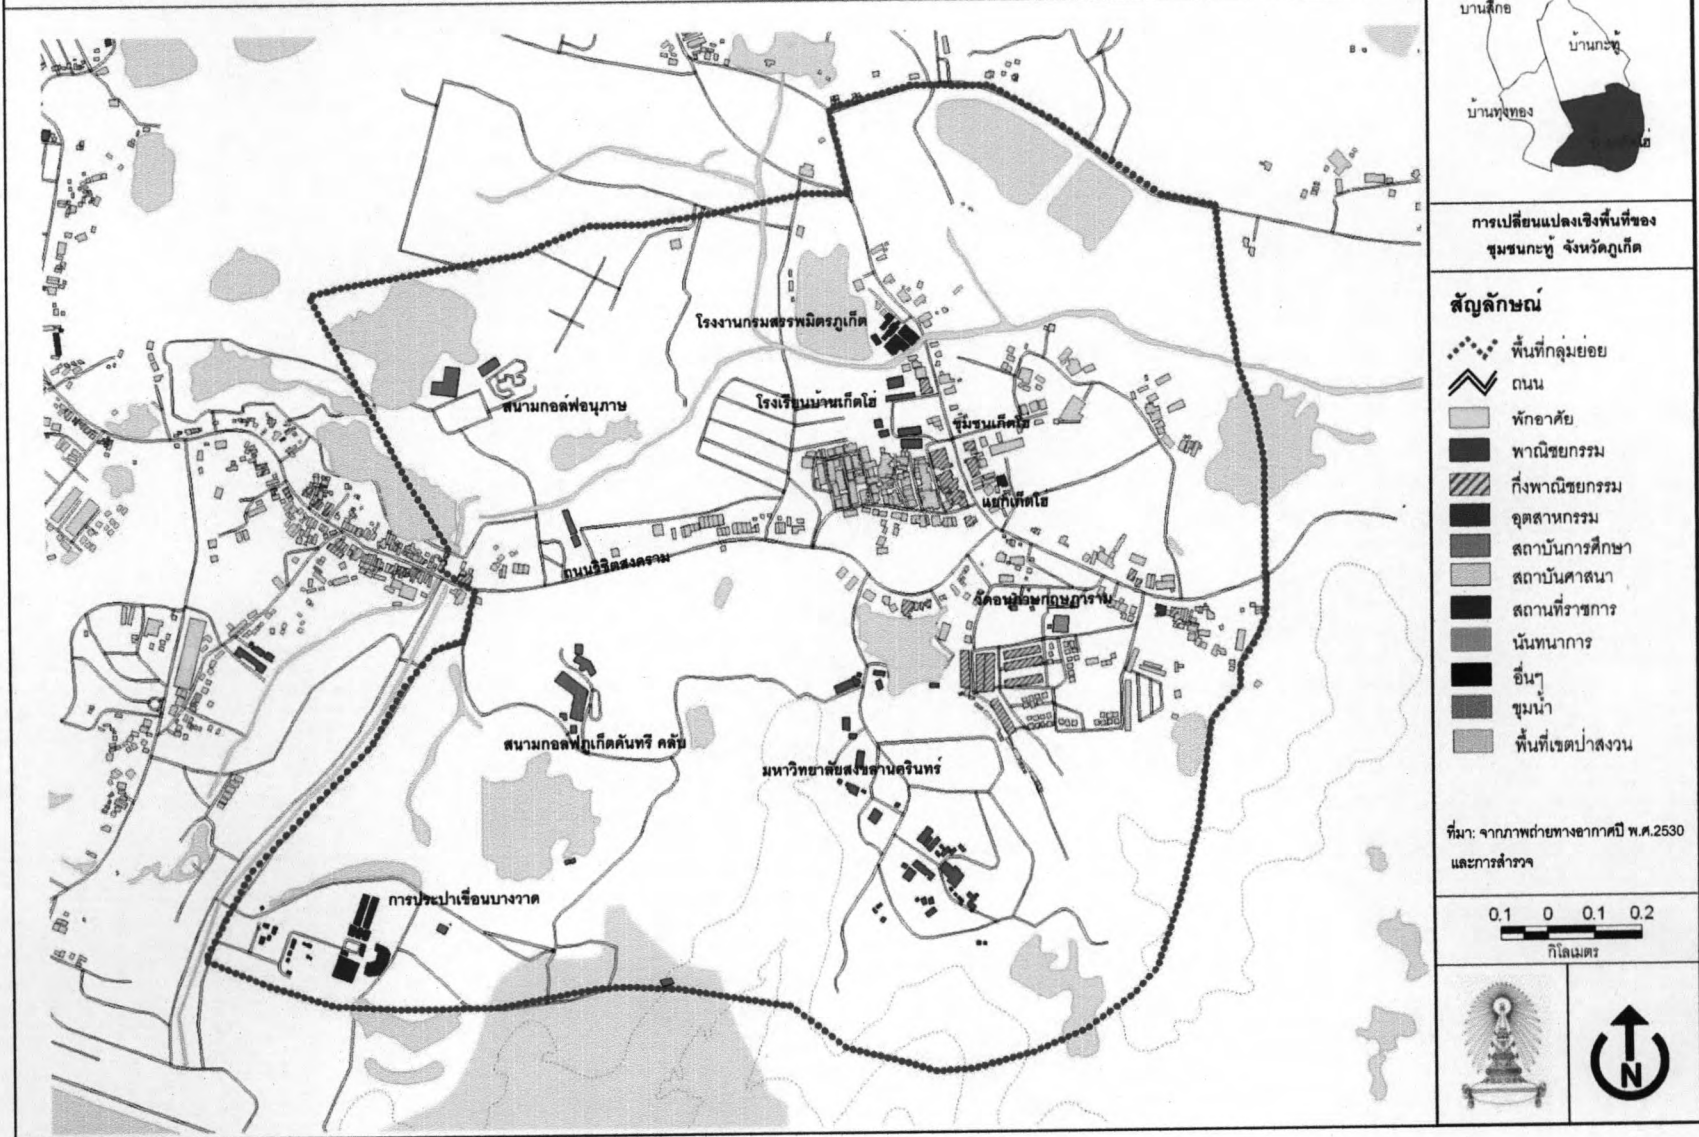 บ้านกะทู้
บ้านทุ่งทอง
การเปลี่ยนแปลงเชิงพื้นที่ของ
ชุมชนกะทู้ จังหวัดภูเก็ต
สัญลักษณ์
พื้นที่กลุ่มย่อย
ถนน
พักอาศัย
พาณิชยกรรม
กึ่งพาณิชยกรรม
อุตสาหกรรม
สถาบันการศึกษา
สถาบันศาสนา
สถานที่ราชการ
นันทนาการ
อื่นๆ
ขุมน้ำ
พื้นที่เขตป่าสงวน
ที่มา: จากภาพถ่ายทางอากาศปี พ.ศ.2530
และการสำรวจ
0.1 0 0.1 0.2
กิโลเมตร
N
โรงงานกรมสรรพมิตรภูเก็ต
สนามกอล์ฟอนุภาษ
โรงเรียนบ้านเก็ตโฮ่
ชุมชนเก็ตโฮ่
แยกเก็ตโฮ่
ถนนวิชิตสงคราม
วัดอนุภาษกฤษฎาราม
สนามกอล์ฟภูเก็ตคันทรี คลับ
มหาวิทยาลัยสงขลานครินทร์
การประปาเขื่อนบางวาด